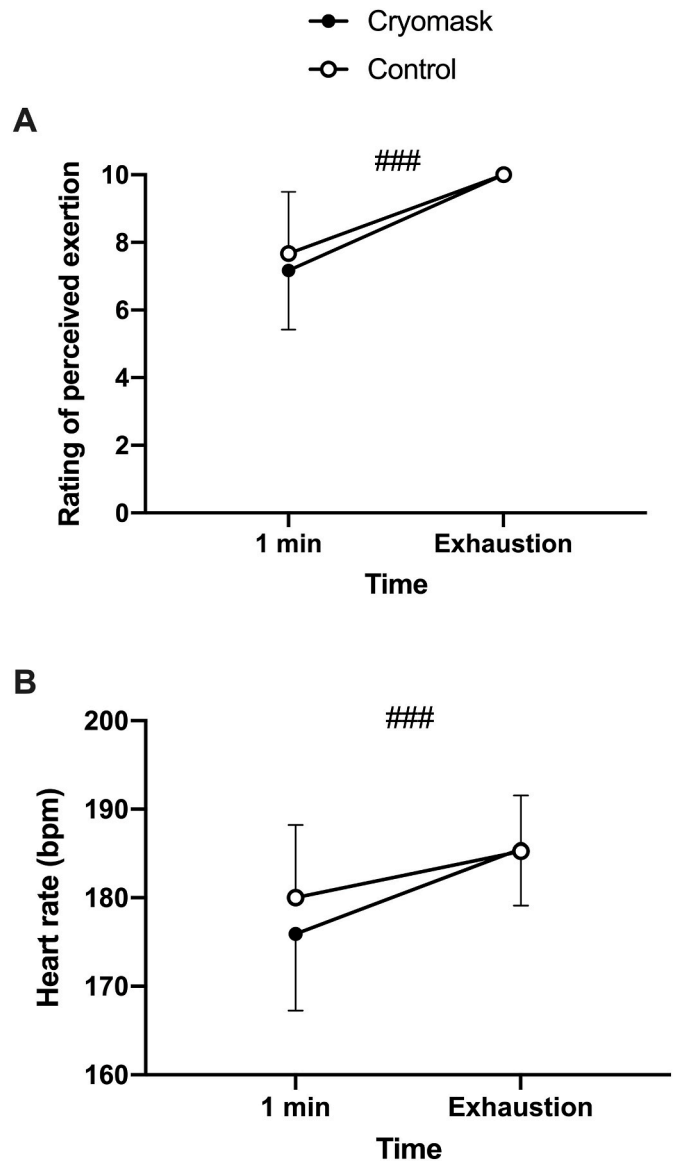 Cryomask
Control
A
###
10
8
6
4
2
0
Rating of perceived exertion
1 min
Exhaustion
Time
B
###
200
190
180
170
160
Heart rate (bpm)
1 min
Exhaustion
Time